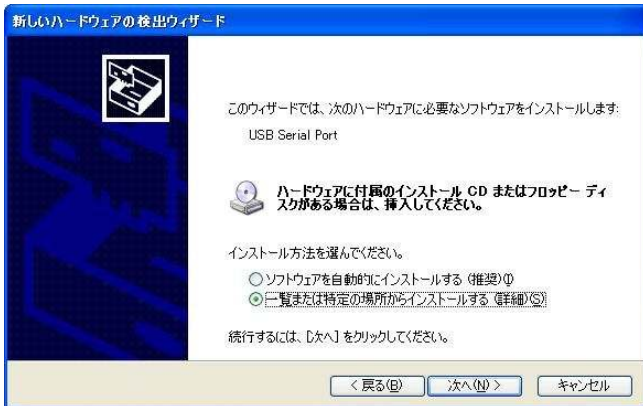 新しいハードウェアの検出ウィザード
このウィザードでは、次のハードウェアに必要なソフトウェアをインストールします:
USB Serial Port
ハードウェアに付属のインストール CD またはフロッピー ディ
スクがある場合は、挿入してください。
インストール方法を選んでください。
ソフトウェアを自動的にインストールする (推奨)(I)
一覧または特定の場所からインストールする (詳細)(S)
続行するには、[次へ] をクリックしてください。
< 戻る(B) 次へ(N) > キャンセル